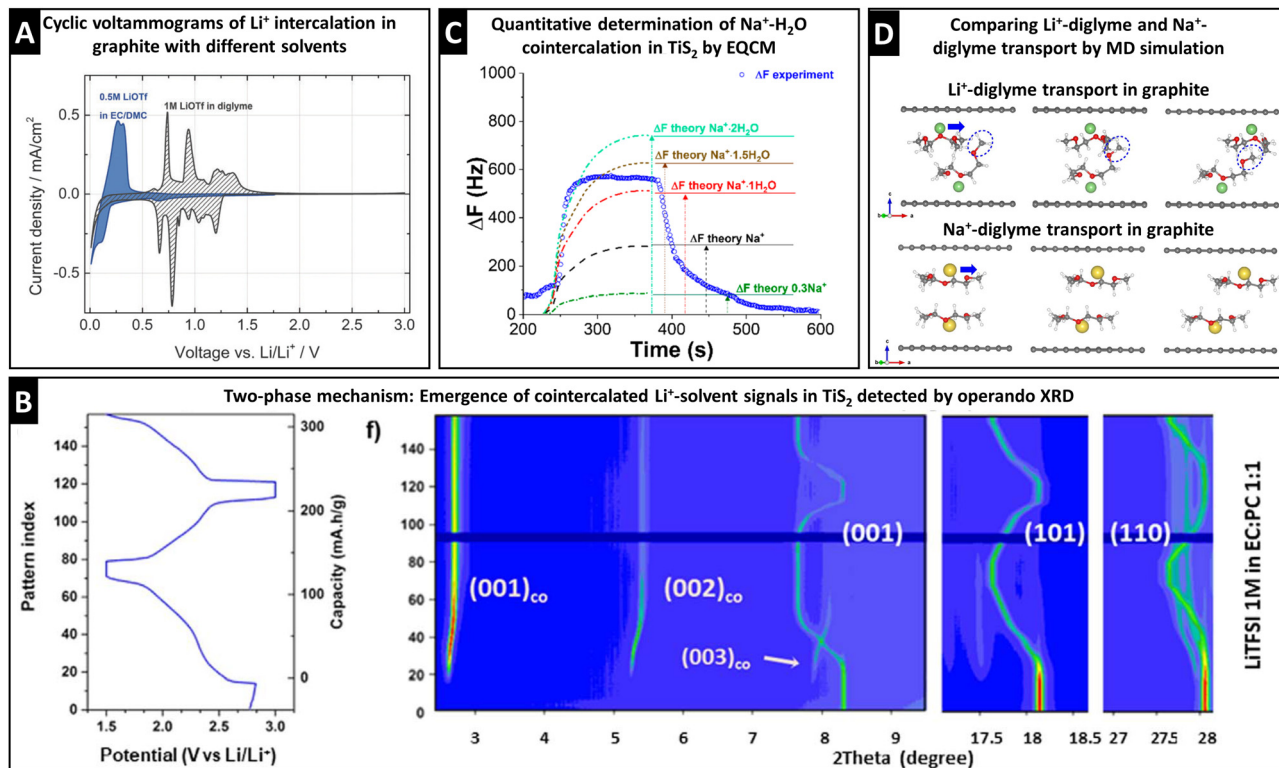 A
Cyclic voltammograms of Li⁺ intercalation in
graphite with different solvents
0.5M LiOTf
in EC/DMC
1M LiOTf in diglyme
0.5
0.0
-0.5
Current density / mA/cm²
0.0 0.5 1.0 1.5 2.0 2.5 3.0
Voltage vs. Li/Li⁺ / V
C
Quantitative determination of Na⁺-H₂O
cointercalation in TiS₂ by EQCM
1000
800
600
400
200
0
ΔF (Hz)
ΔF experiment
ΔF theory Na⁺·2H₂O
ΔF theory Na⁺·1.5H₂O
ΔF theory Na⁺·1H₂O
ΔF theory Na⁺
ΔF theory 0.3Na⁺
200 300 400 500 600
Time (s)
D
Comparing Li⁺-diglyme and Na⁺-
diglyme transport by MD simulation
Li⁺-diglyme transport in graphite
c
b a
Na⁺-diglyme transport in graphite
c
b a
B
Two-phase mechanism: Emergence of cointercalated Li⁺-solvent signals in TiS₂ detected by operando XRD
140
120
100
80
60
40
20
0
Pattern index
300
200
100
0
Capacity (mA.h/g)
1.5 2.0 2.5 3.0
Potential (V vs Li/Li⁺)
f)
140
120
100
80
60
40
20
0
(001)co
(002)co
(003)co
(001)
(101)
(110)
3 4 5 6 7 8 9
17.5 18 18.5
27 27.5 28
2Theta (degree)
LiTFSI 1M in EC:PC 1:1